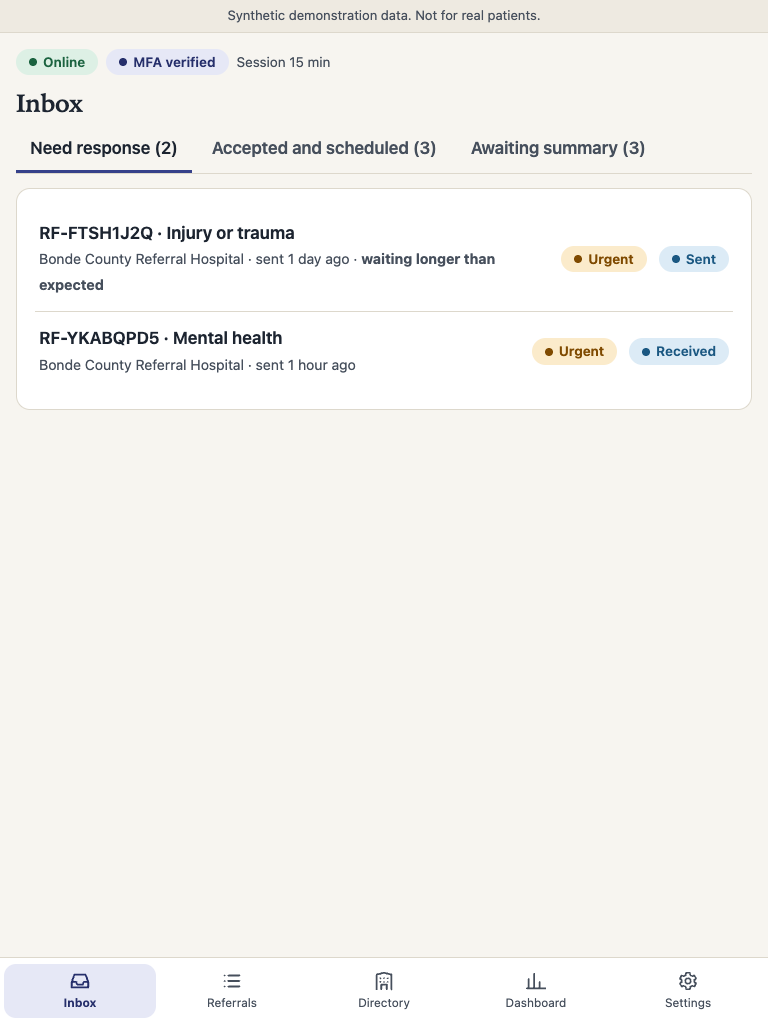 Synthetic demonstration data. Not for real patients.
Online
MFA verified
Session 15 min
Inbox
Need response (2)
Accepted and scheduled (3)
Awaiting summary (3)
RF-FTSH1J2Q · Injury or trauma
Bonde County Referral Hospital · sent 1 day ago · waiting longer than
expected
Urgent
Sent
RF-YKABQPD5 · Mental health
Bonde County Referral Hospital · sent 1 hour ago
Urgent
Received
Inbox
Referrals
Directory
Dashboard
Settings